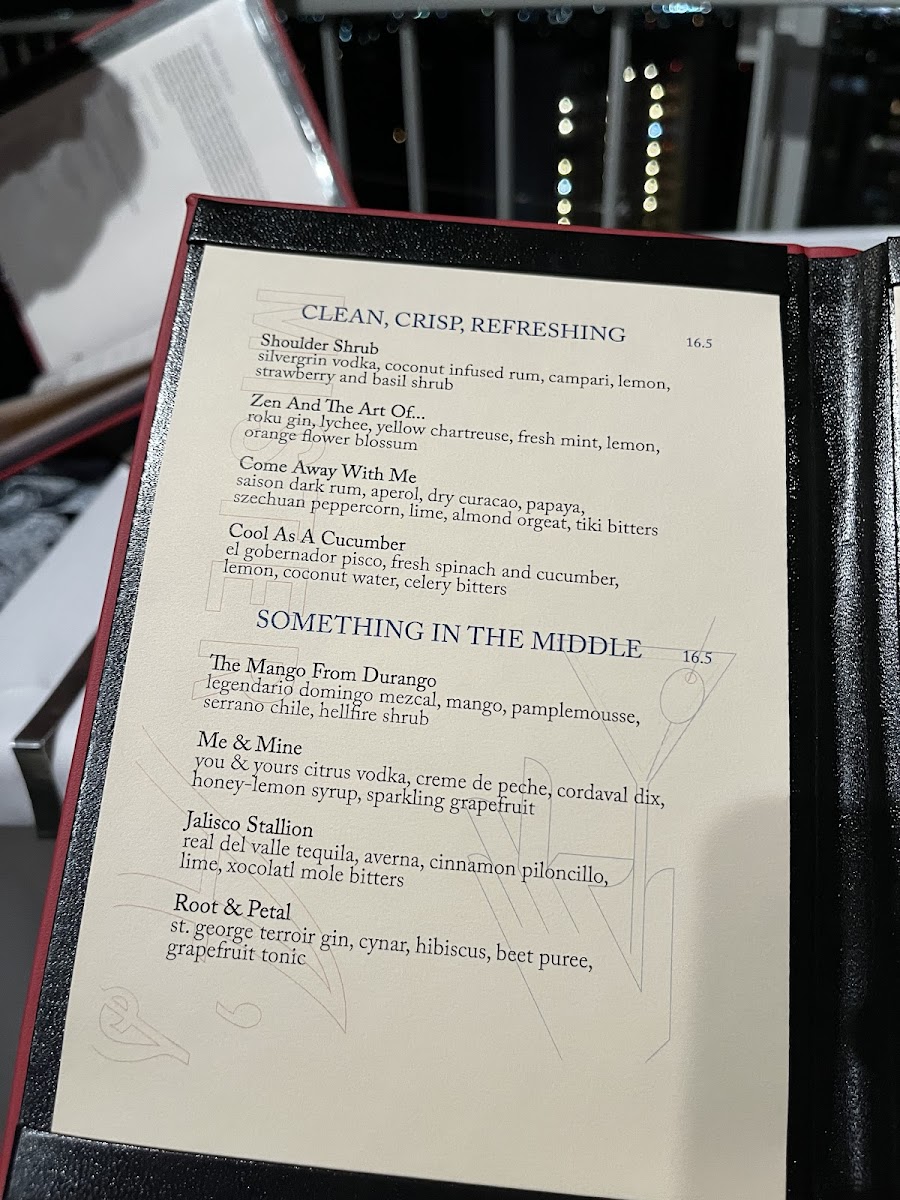 CLEAN, CRISP, REFRESHING 16.5
Shoulder Shrub
silvergrin vodka, coconut infused rum, campari, lemon,
strawberry and basil shrub
Zen And The Art Of...
roku gin, lychee, yellow chartreuse, fresh mint, lemon,
orange flower blossom
Come Away With Me
saison dark rum, aperol, dry curacao, papaya,
szechuan peppercorn, lime, almond orgeat, tiki bitters
Cool As A Cucumber
el gobernador pisco, fresh spinach and cucumber,
lemon, coconut water, celery bitters
SOMETHING IN THE MIDDLE 16.5
The Mango From Durango
legendario domingo mezcal, mango, pamplemousse,
serrano chile, hellfire shrub
Me & Mine
you & yours citrus vodka, creme de peche, cordaval dix,
honey-lemon syrup, sparkling grapefruit
Jalisco Stallion
real del valle tequila, averna, cinnamon piloncillo,
lime, xocolatl mole bitters
Root & Petal
st. george terroir gin, cynar, hibiscus, beet puree,
grapefruit tonic